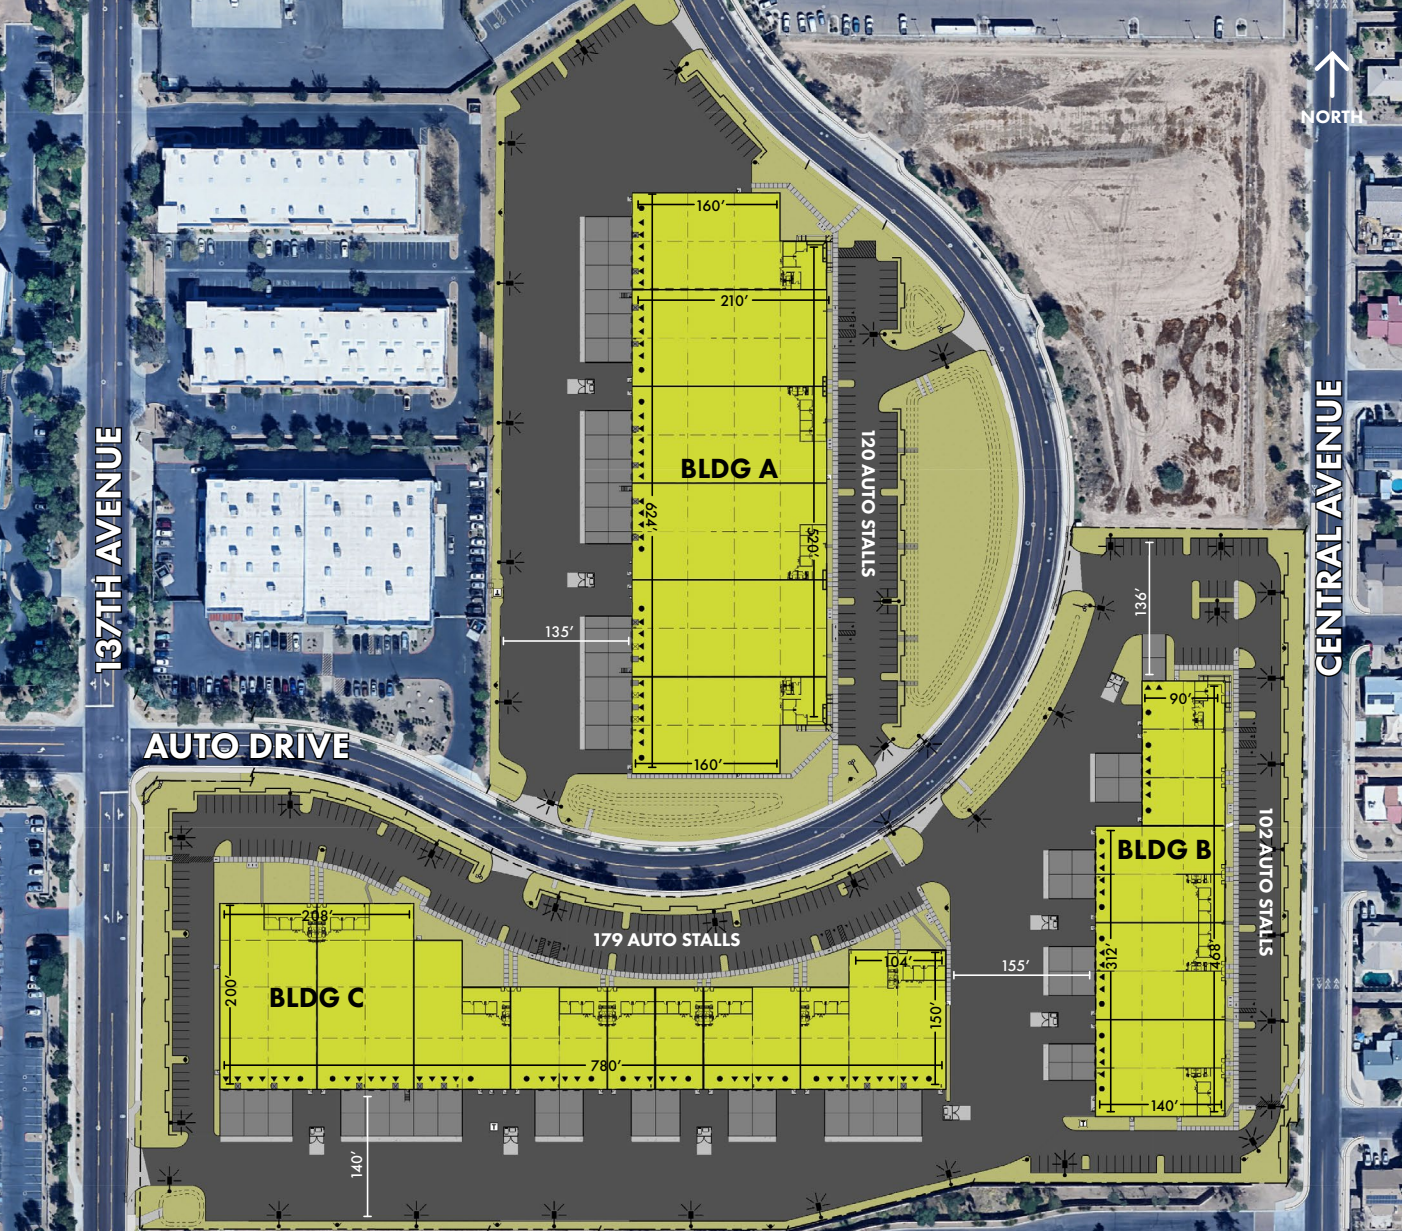 NORTH
160′
210′
BLDG A
624′
520′
120 AUTO STALLS
135′
160′
137TH AVENUE
CENTRAL AVENUE
AUTO DRIVE
136′
90′
BLDG B
102 AUTO STALLS
312′
468′
140′
155′
179 AUTO STALLS
208′
200′
BLDG C
104′
150′
780′
140′
T